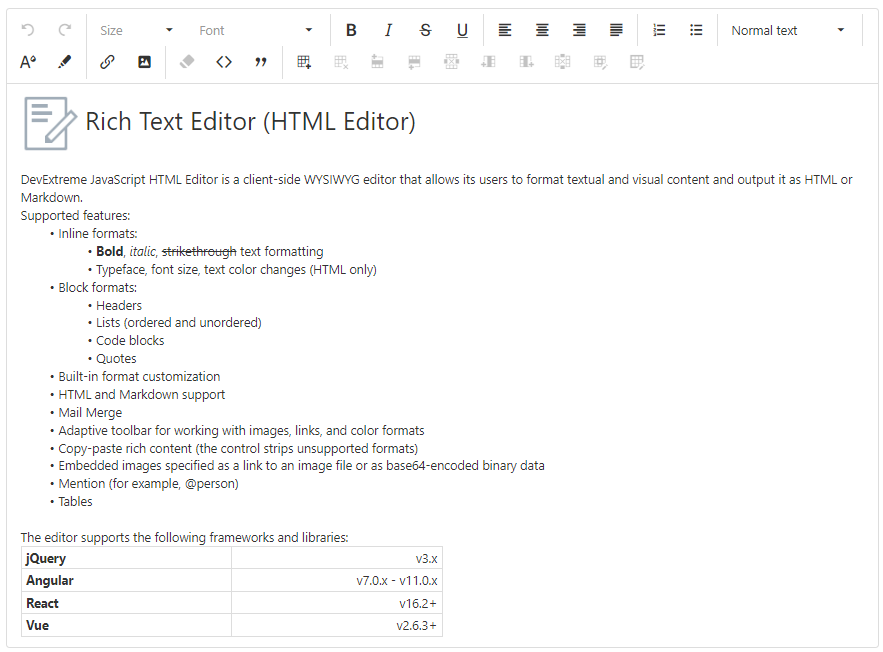 Size Font B I S U Normal text
Rich Text Editor (HTML Editor)
DevExtreme JavaScript HTML Editor is a client-side WYSIWYG editor that allows its users to format textual and visual content and output it as HTML or
Markdown.
Supported features:
• Inline formats:
• Bold, italic, strikethrough text formatting
• Typeface, font size, text color changes (HTML only)
• Block formats:
• Headers
• Lists (ordered and unordered)
• Code blocks
• Quotes
• Built-in format customization
• HTML and Markdown support
• Mail Merge
• Adaptive toolbar for working with images, links, and color formats
• Copy-paste rich content (the control strips unsupported formats)
• Embedded images specified as a link to an image file or as base64-encoded binary data
• Mention (for example, @person)
• Tables
The editor supports the following frameworks and libraries:
jQuery v3.x
Angular v7.0.x - v11.0.x
React v16.2+
Vue v2.6.3+